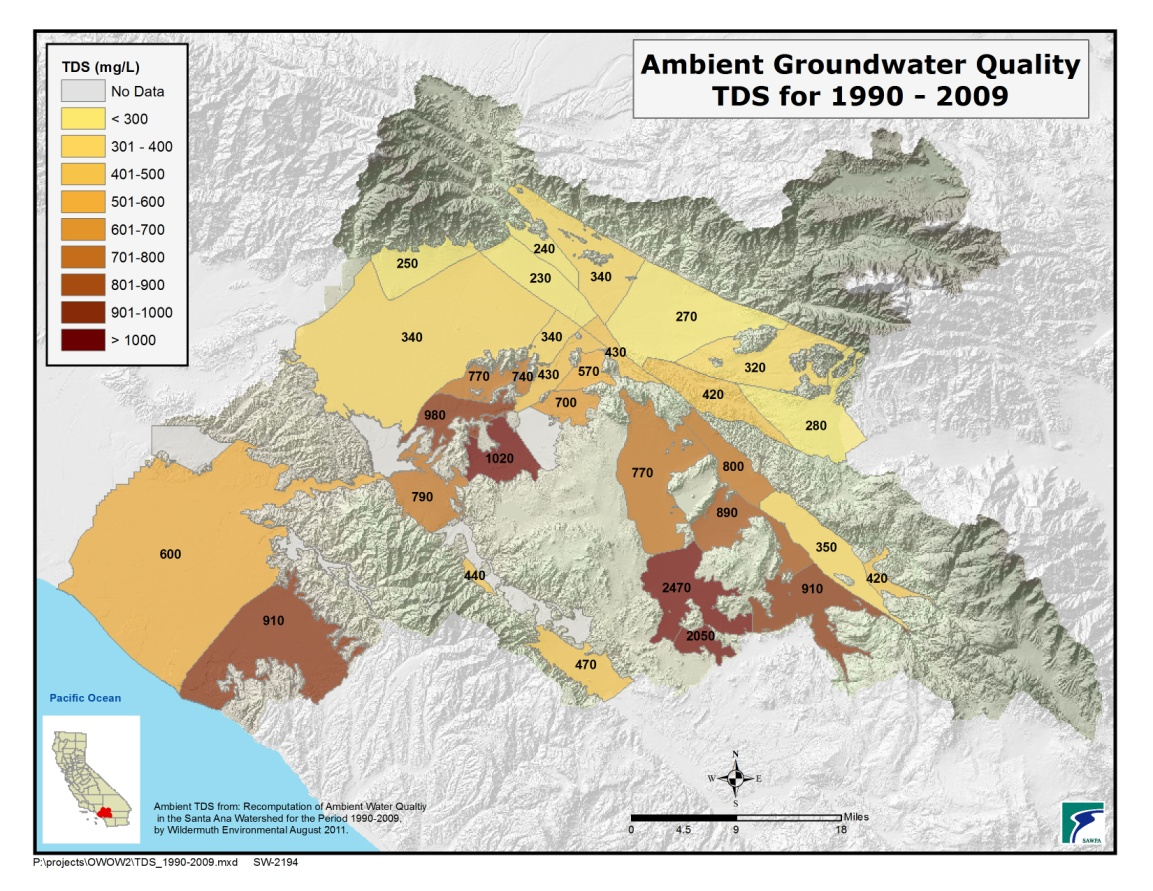 Ambient Groundwater Quality
TDS for 1990 - 2009
TDS (mg/L)
No Data
< 300
301 - 400
401-500
501-600
601-700
701-800
801-900
901-1000
> 1000
240
250
230
340
270
340
340
430
320
770
740
430
570
420
700
980
280
1020
770
800
790
890
600
350
440
420
2470
910
910
2050
470
Pacific Ocean
N
W
E
S
Ambient TDS from: Recomputation of Ambient Water Qualtiy
in the Santa Ana Watershed for the Period 1990-2009,
by Wildermuth Environmental August 2011.
Miles
0 4.5 9 18
SAWPA
P:\projects\OWOW2\TDS_1990-2009.mxd SW-2194